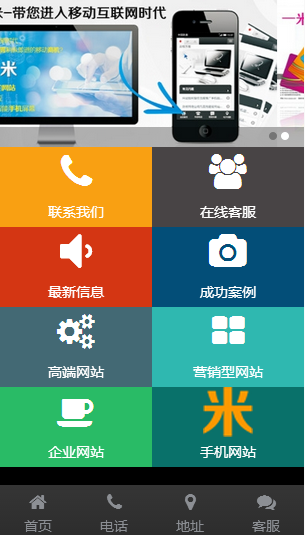 米-带您进入移动互联网时代
米
联系我们
在线客服
最新信息
成功案例
高端网站
营销型网站
企业网站
米
手机网站
首页
电话
地址
客服